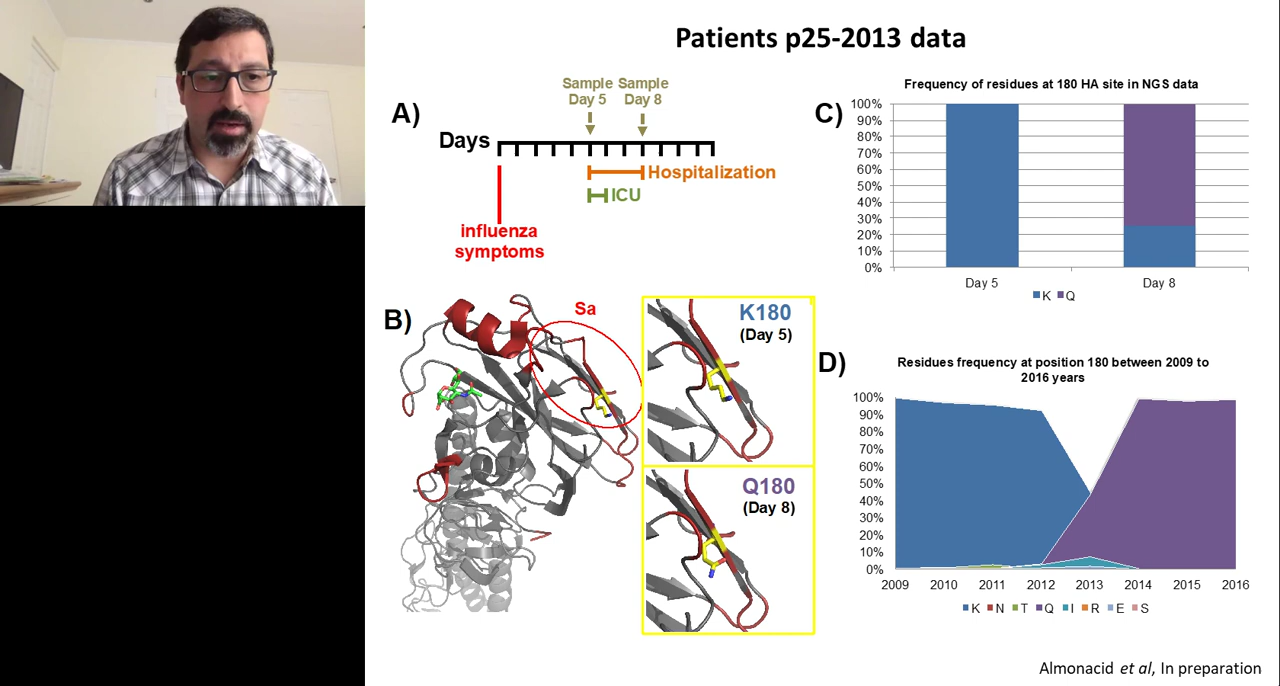 Patients p25-2013 data
A)
Sample Sample
Day 5 Day 8
Days
Hospitalization
ICU
influenza
symptoms
B)
Sa
K180
(Day 5)
Q180
(Day 8)
C)
Frequency of residues at 180 HA site in NGS data
100%
90%
80%
70%
60%
50%
40%
30%
20%
10%
0%
Day 5 Day 8
K Q
D)
Residues frequency at position 180 between 2009 to
2016 years
100%
90%
80%
70%
60%
50%
40%
30%
20%
10%
0%
2009 2010 2011 2012 2013 2014 2015 2016
K N T Q I R E S
Almonacid et al, In preparation